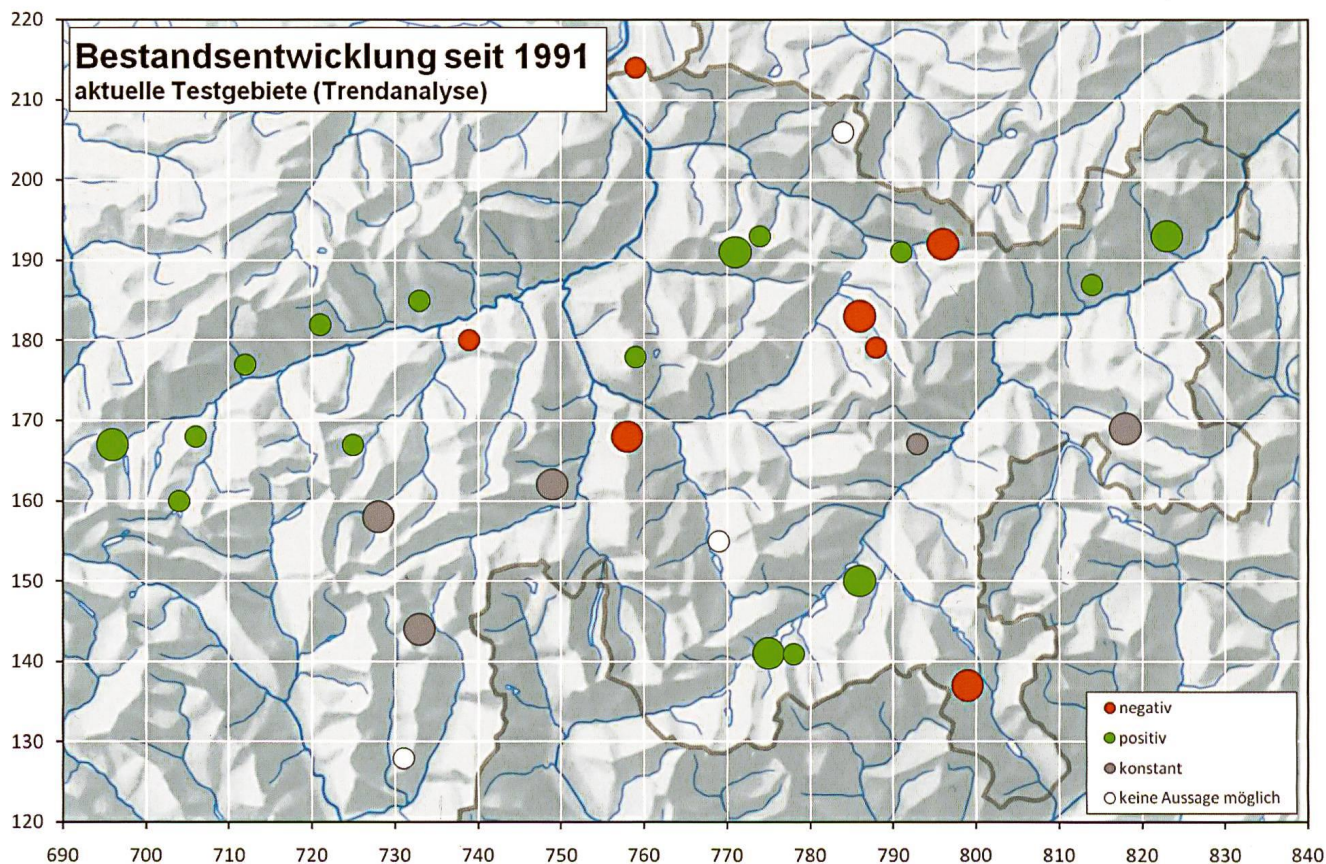 Bestandsentwicklung seit 1991
aktuelle Testgebiete (Trendanalyse)
220
210
200
190
180
170
160
150
140
130
120
690 700 710 720 730 740 750 760 770 780 790 800 810 820 830 840
negativ
positiv
konstant
keine Aussage möglich